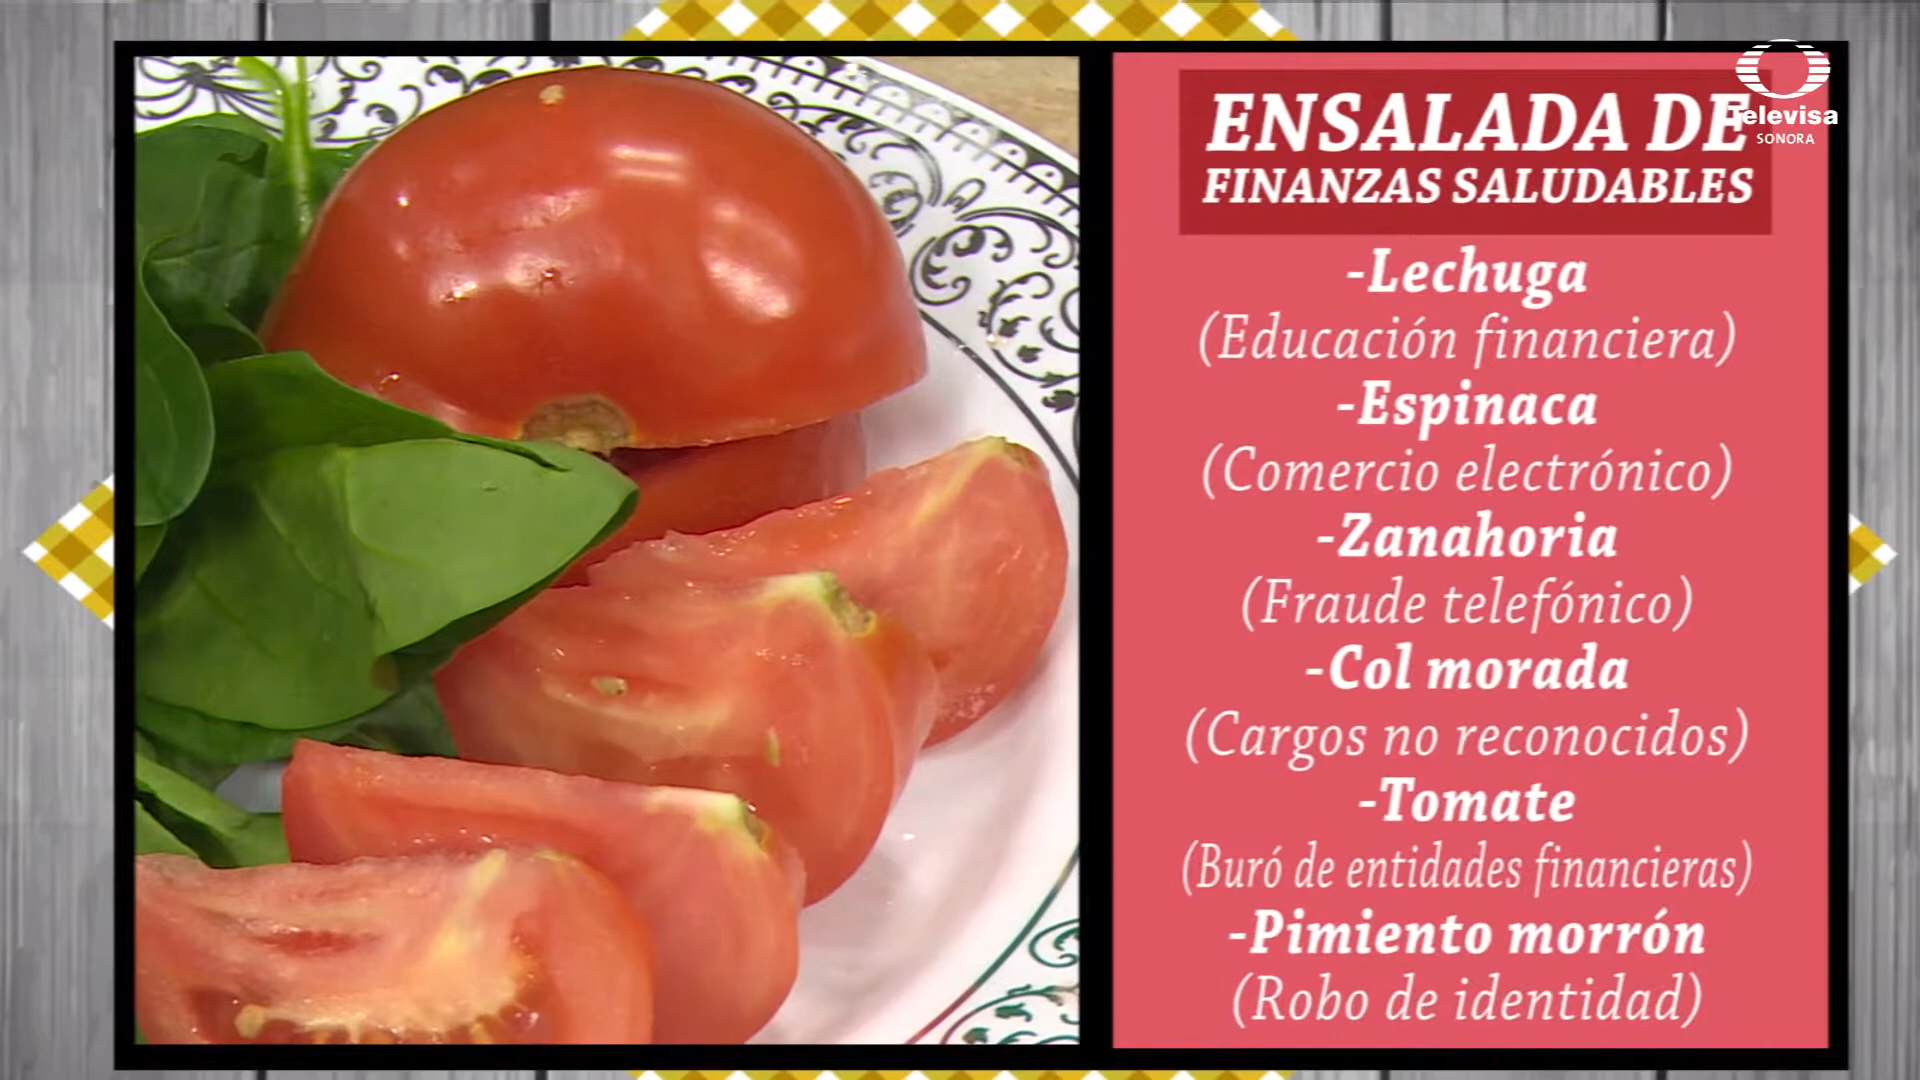 ENSALADA DE
FINANZAS SALUDABLES
Televisa
SONORA
-Lechuga
(Educación financiera)
-Espinaca
(Comercio electrónico)
-Zanahoria
(Fraude telefónico)
-Col morada
(Cargos no reconocidos)
-Tomate
(Buró de entidades financieras)
-Pimiento morrón
(Robo de identidad)